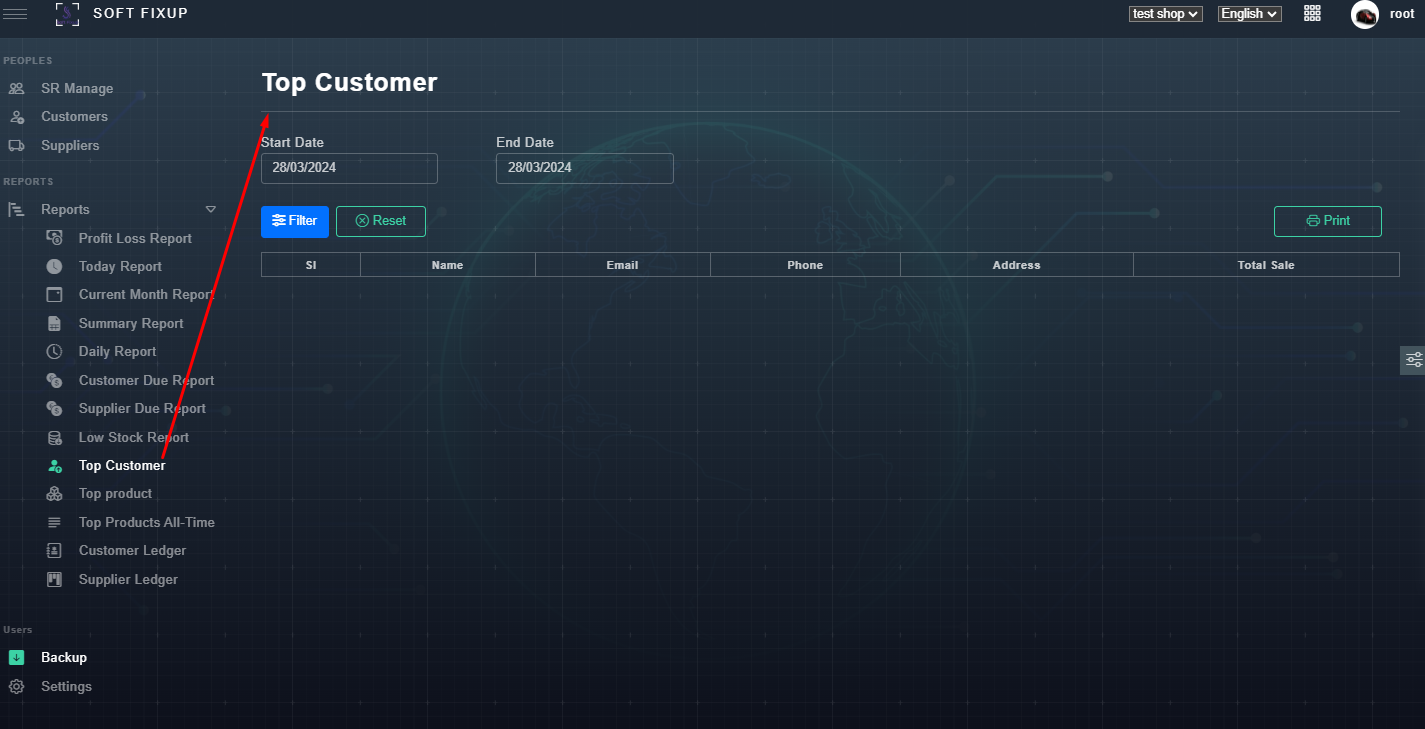 SOFT FIXUP
test shop
English
root
PEOPLES
SR Manage
Customers
Suppliers
REPORTS
Reports
Profit Loss Report
Today Report
Current Month Report
Summary Report
Daily Report
Customer Due Report
Supplier Due Report
Low Stock Report
Top Customer
Top product
Top Products All-Time
Customer Ledger
Supplier Ledger
Users
Backup
Settings
Top Customer
Start Date End Date
28/03/2024 28/03/2024
Filter Reset Print
Sl Name Email Phone Address Total Sale